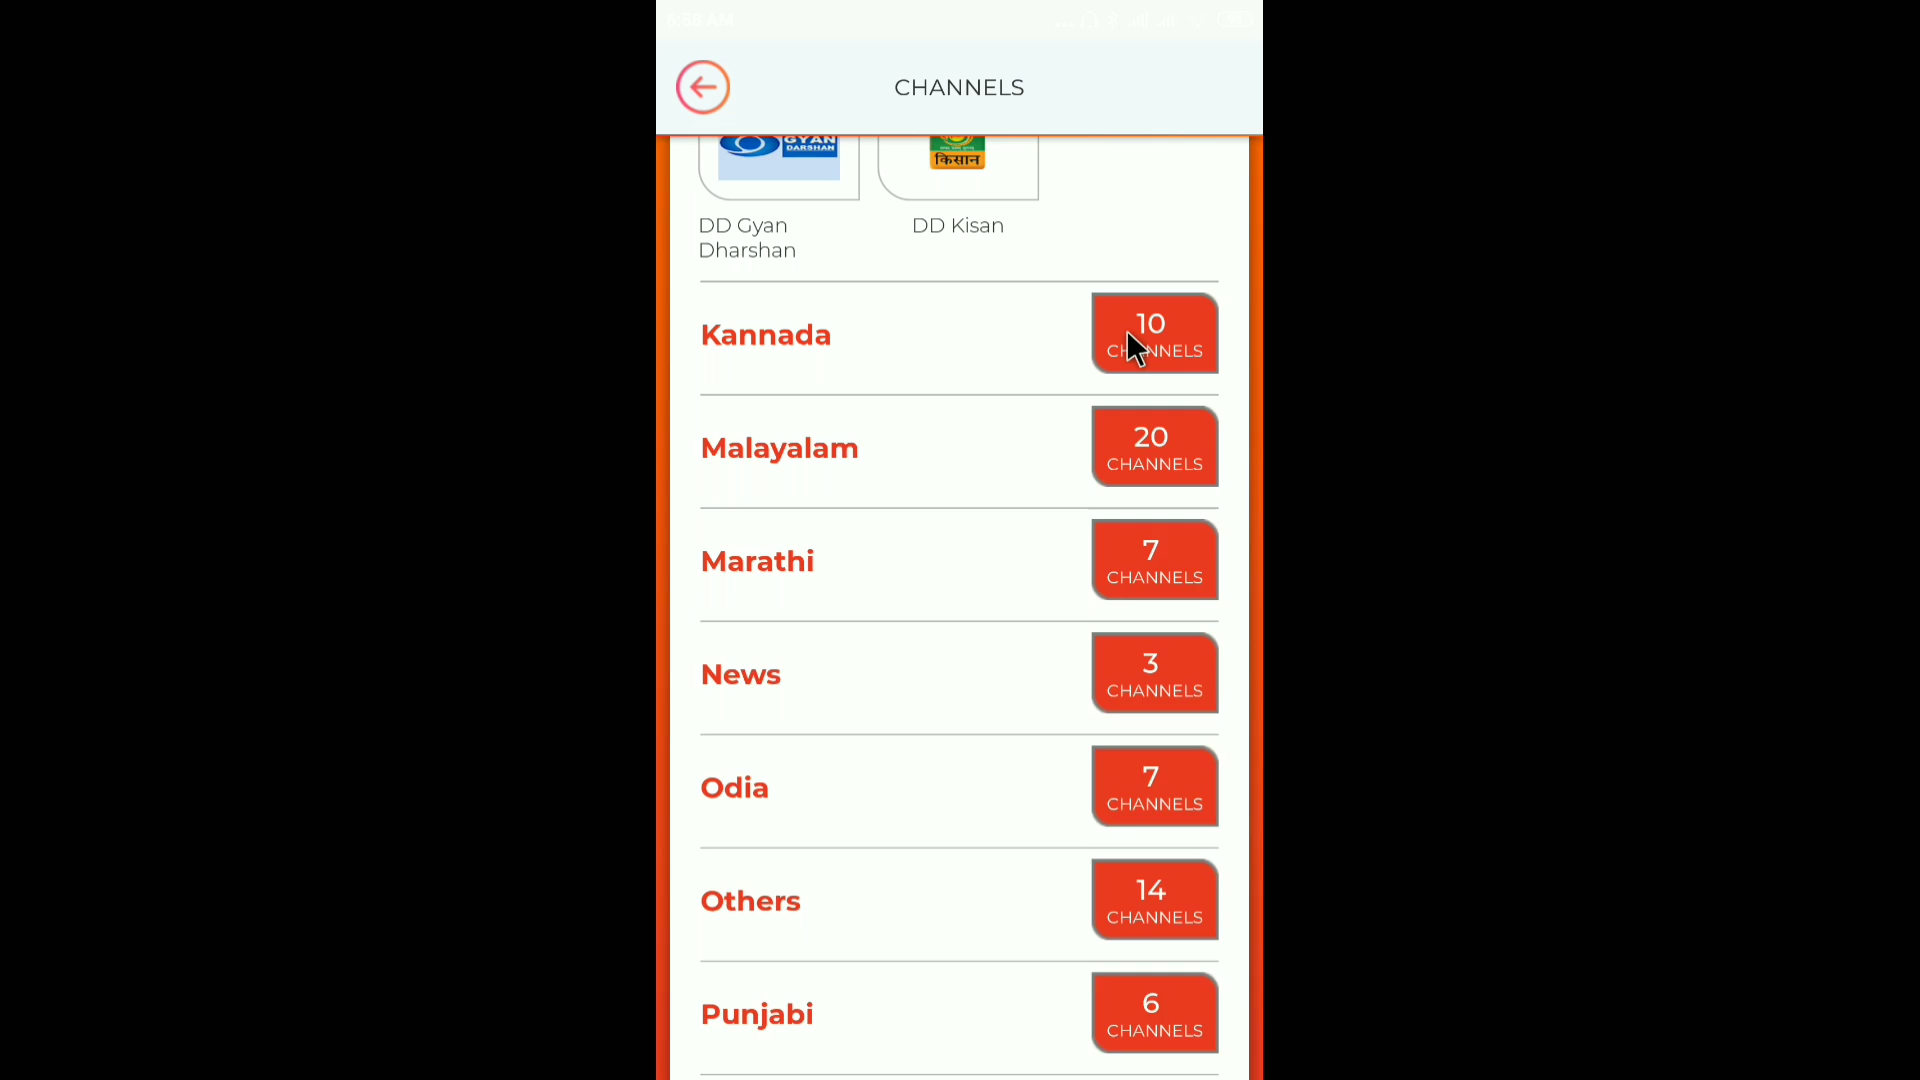 CHANNELS
GYAN
DARSHAN
किसान
DD Gyan
Dharshan
DD Kisan
Kannada
10
CHANNELS
Malayalam
20
CHANNELS
Marathi
7
CHANNELS
News
3
CHANNELS
Odia
7
CHANNELS
Others
14
CHANNELS
Punjabi
6
CHANNELS